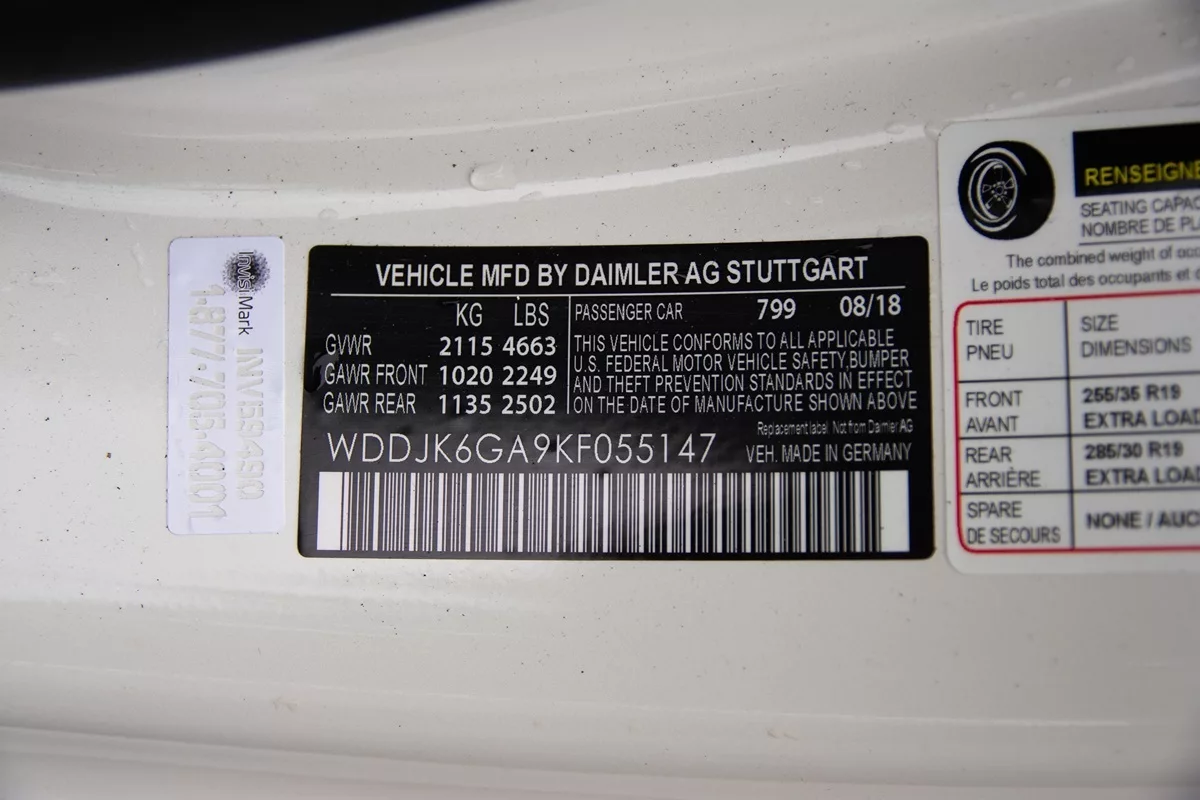 InvisiMark INV159490
1·877·705·4001
VEHICLE MFD BY DAIMLER AG STUTTGART
KG LBS
GVWR 2115 4663
GAWR FRONT 1020 2249
GAWR REAR 1135 2502
PASSENGER CAR 799 08/18
THIS VEHICLE CONFORMS TO ALL APPLICABLE
U.S. FEDERAL MOTOR VEHICLE SAFETY,BUMPER
AND THEFT PREVENTION STANDARDS IN EFFECT
ON THE DATE OF MANUFACTURE SHOWN ABOVE
Replacement label. Not from Daimler AG
WDDJK6GA9KF055147 VEH. MADE IN GERMANY
RENSEIGNE
SEATING CAPAC
NOMBRE DE PL
The combined weight of occ
Le poids total des occupants et d
TIRE SIZE
PNEU DIMENSIONS
FRONT 255/35 R19
AVANT EXTRA LOAD
REAR 285/30 R19
ARRIÈRE EXTRA LOAD
SPARE
DE SECOURS NONE / AUC